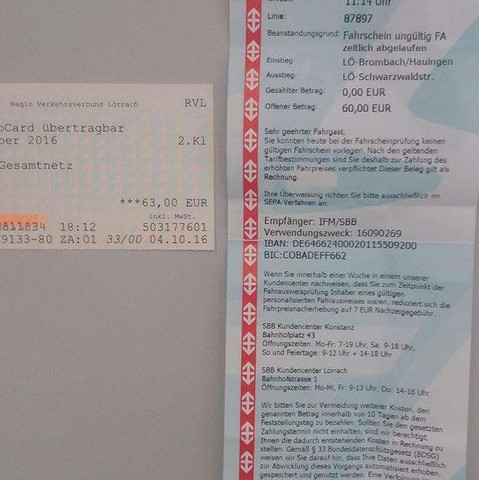 Regio Verkehrsverbund Lörrach RVL
oCard übertragbar
ber 2016 2.Kl
Gesamtnetz
***63,00 EUR
inkl. MwSt.
811834 18:12 503177601
9133-80 ZA:01 33/00 04.10.16
11:14 Uhr
Linie: 87897
Beanstandungsgrund: Fahrschein ungültig FA
zeitlich abgelaufen
Einstieg: LÖ-Brombach/Hauingen
Ausstieg: LÖ-Schwarzwaldstr.
Gezahlter Betrag: 0,00 EUR
Offener Betrag: 60,00 EUR
Sehr geehrter Fahrgast,
Sie konnten heute bei der Fahrscheinprüfung keinen
gültigen Fahrschein vorlegen. Nach den geltenden
Tarifbestimmungen sind Sie deshalb zur Zahlung des
erhöhten Fahrpreises verpflichtet Dieser Beleg gilt als
Rechnung.
Ihre Überweisung richten Sie bitte ausschließlich im
SEPA-Verfahren an:
Empfänger: IFM/SBB
Verwendungszweck: 16090269
IBAN: DE64662400020115509200
BIC:COBADEFF662
Wenn Sie innerhalb einer Woche in einem unserer
Kundencenter nachweisen, dass Sie zum Zeitpunkt der
Fahrausweisprüfung Inhaber eines gültigen
personalisierten Fahrausweises waren, reduziert sich die
Fahrpreisnacherhebung auf 7 EUR Nachzeigegebühr.
SBB Kundencenter Konstanz
Bahnhofplatz 43
Öffnungszeiten: Mo-Fr: 7-19 Uhr, Sa: 9-18 Uhr,
So und Feiertage: 9-12 Uhr + 14-18 Uhr
SBB Kundencenter Lörrach
Bahnhofstrasse 1
Öffnungszeiten: Mo-Mi, Fr: 9-13 Uhr, Do: 14-18 Uhr
Wir bitten Sie zur Vermeidung weiterer Kosten, den
genannten Betrag innerhalb von 10 Tagen ab dem
Feststellungstag zu bezahlen. Sollten Sie den gesetzten
Zahlungstermin nicht einhalten, sind wir berechtigt,
Ihnen die dadurch entstehenden Kosten in Rechnung zu
stellen. Gemäß § 33 Bundesdatenschutzgesetz (BDSG)
weisen wir Sie darauf hin, dass Ihre Daten ausschließlich
zur Abwicklung dieses Vorgangs automatisiert erhoben,
gespeichert und genutzt werden. Eine